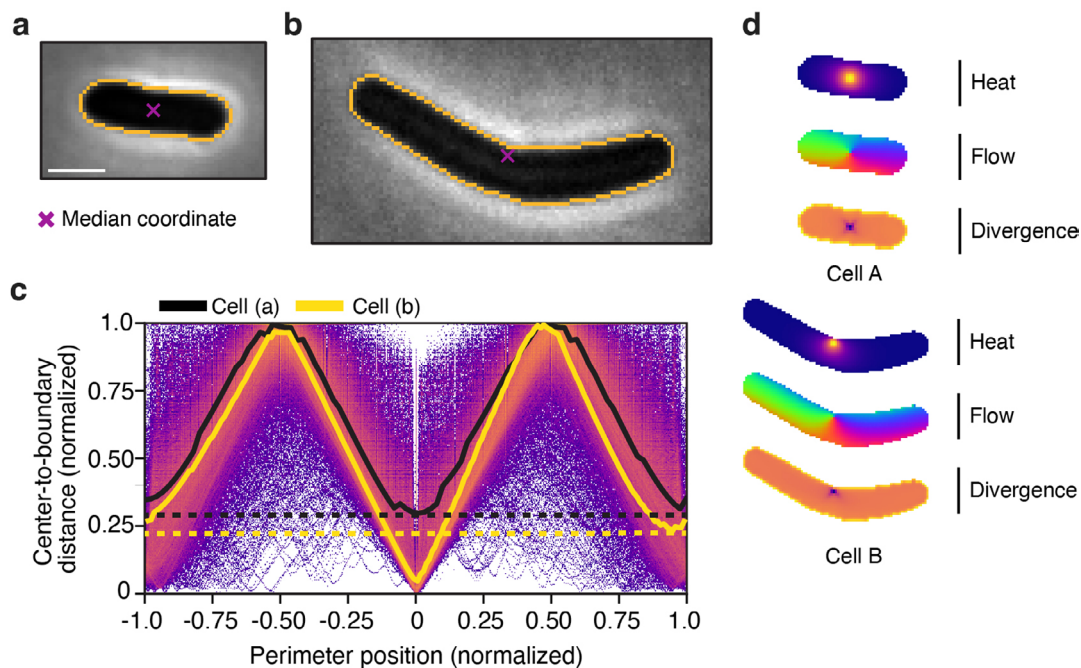 a
b
d
Median coordinate
Heat
Flow
Divergence
Cell A
Heat
Flow
Divergence
Cell B
c
Cell (a) Cell (b)
Center-to-boundary
distance (normalized)
1.0
0.75
0.50
0.25
0
-1.0 -0.75 -0.50 -0.25 0 0.25 0.50 0.75 1.0
Perimeter position (normalized)